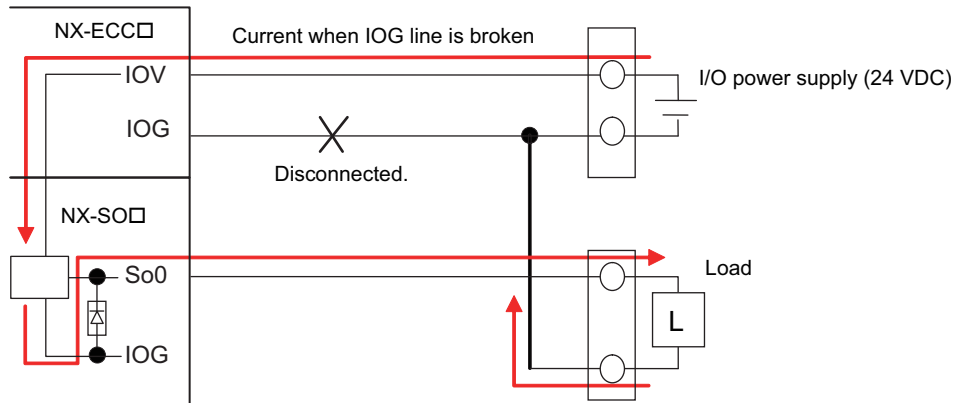 NX-ECC□
Current when IOG line is broken
IOV
I/O power supply (24 VDC)
IOG
Disconnected.
NX-SO□
So0
Load
L
IOG